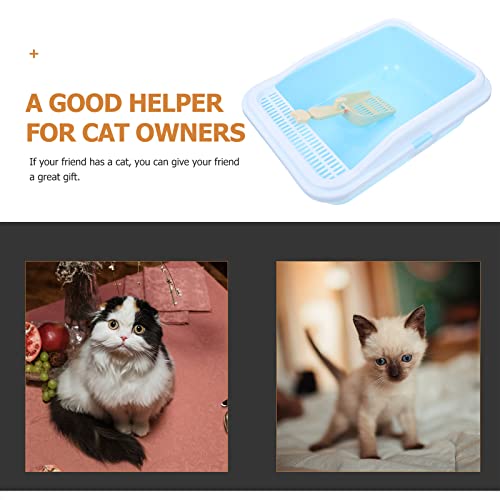 +
A GOOD HELPER
FOR CAT OWNERS
If your friend has a cat, you can give your friend
a great gift.